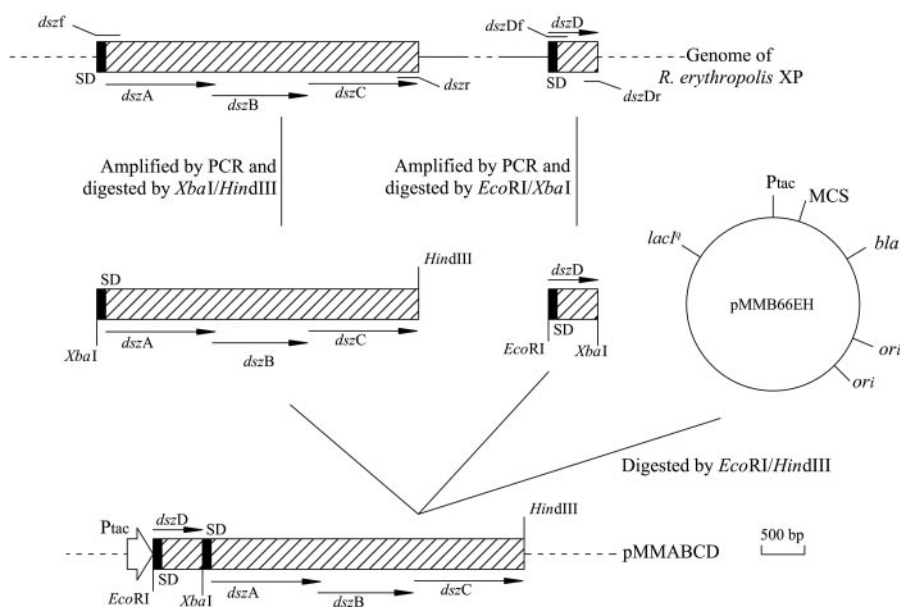 dszf
SD
dszA
dszB
dszC
dszr
dszDf
dszD
SD
dszDr
Genome of
R. erythropolis XP
Amplified by PCR and
digested by XbaI/HindIII
Amplified by PCR and
digested by EcoRI/XbaI
Ptac
MCS
lacIq
bla
pMMB66EH
ori
ori
SD
HindIII
XbaI
dszA
dszB
dszC
dszD
SD
EcoRI
XbaI
Digested by EcoRI/HindIII
Ptac
dszD
SD
HindIII
SD
EcoRI
XbaI
dszA
dszB
dszC
pMMABCD
500 bp